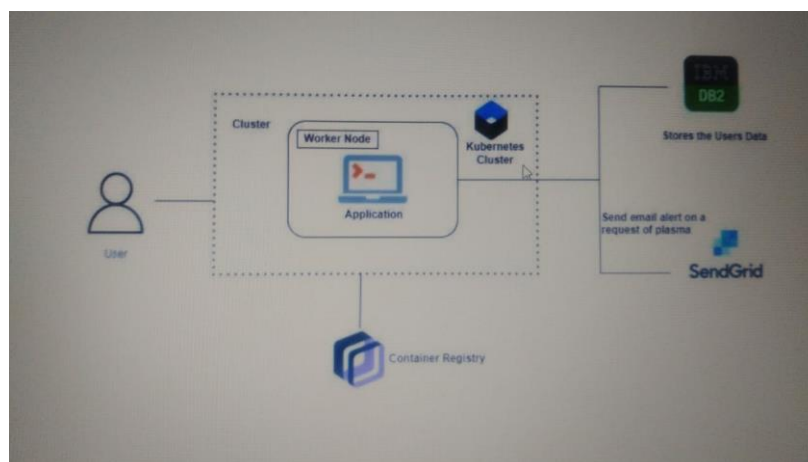 Cluster
Worker Node
Application
Kubernetes
Cluster
User
Container Registry
IBM
DB2
Stores the Users Data
Send email alert on a
request of plasma
SendGrid